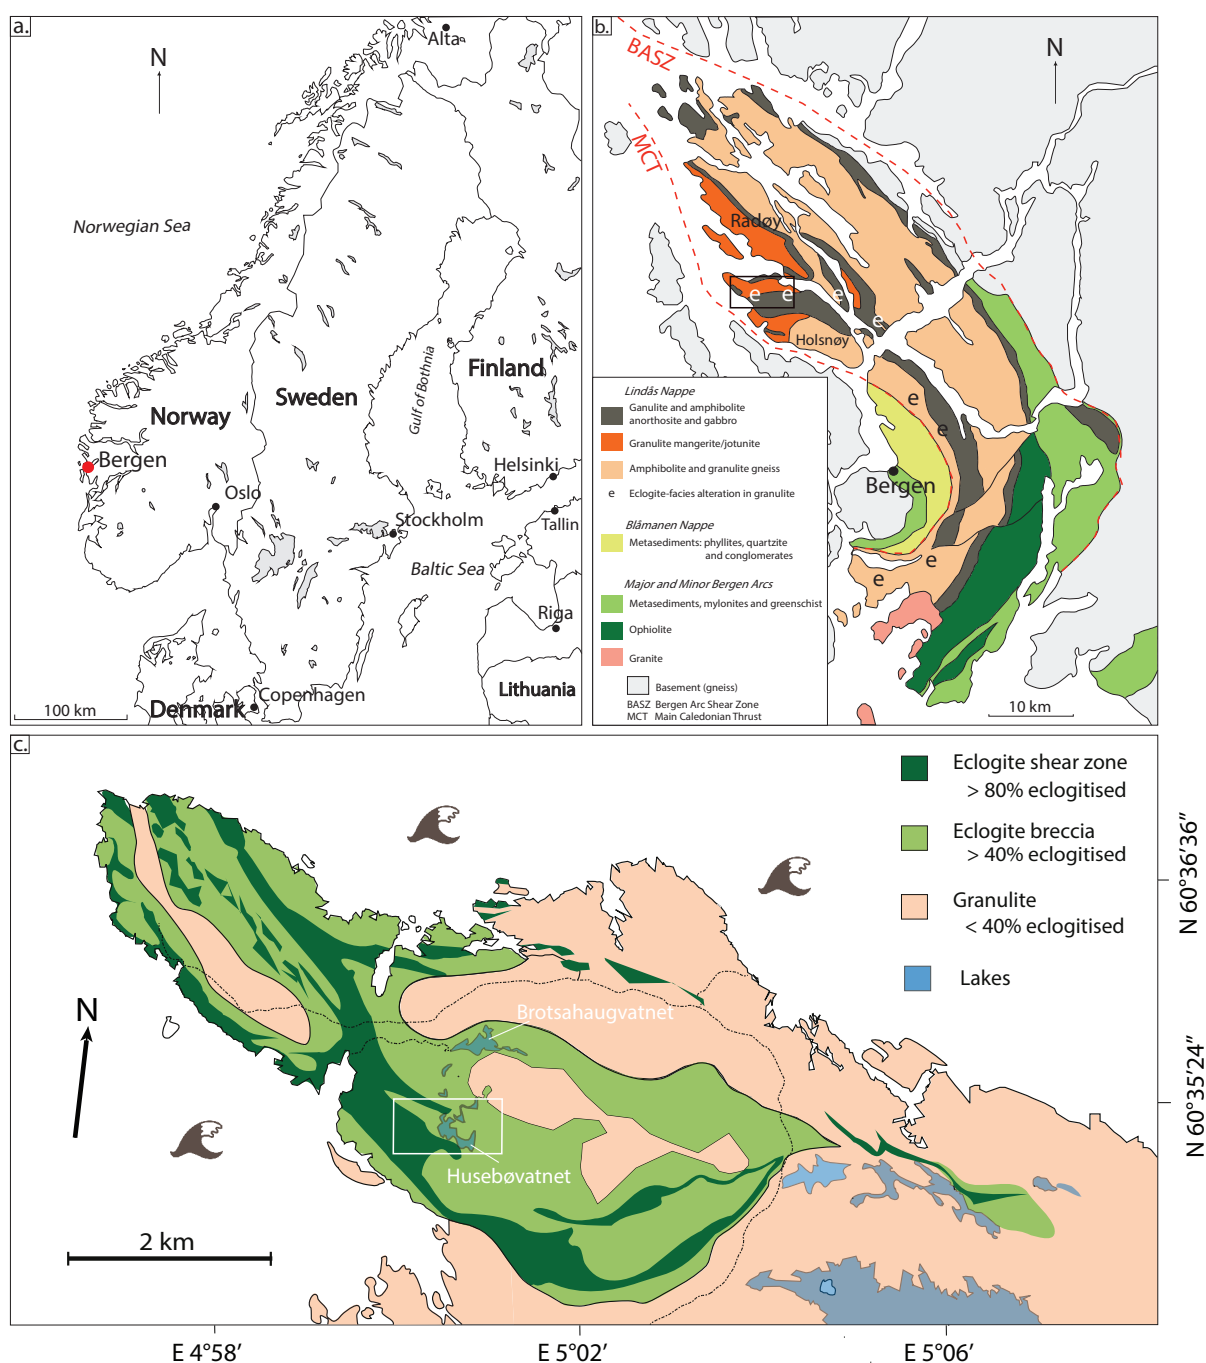 a.
N
Alta
Norwegian Sea
Gulf of Bothnia
Finland
Sweden
Norway
Bergen
Helsinki
Oslo
Stockholm
Tallin
Baltic Sea
Riga
Copenhagen
Lithuania
Denmark
100 km
b.
BASZ
N
MCT
Radøy
e
e
e
e
Holsnøy
e
e
Bergen
e
e
Lindås Nappe
Ganulite and amphibolite
anorthosite and gabbro
Granulite mangerite/jotunite
Amphibolite and granulite gneiss
e Eclogite-facies alteration in granulite
Blåmanen Nappe
Metasediments: phyllites, quartzite
and conglomerates
Major and Minor Bergen Arcs
Metasediments, mylonites and greenschist
Ophiolite
Granite
Basement (gneiss)
BASZ Bergen Arc Shear Zone
MCT Main Caledonian Thrust
10 km
c.
Eclogite shear zone
> 80% eclogitised
Eclogite breccia
> 40% eclogitised
Granulite
< 40% eclogitised
Lakes
N 60°36'36"
N
Brotsahaugvatnet
N 60°35'24"
Husebøvatnet
2 km
E 4°58'
E 5°02'
E 5°06'